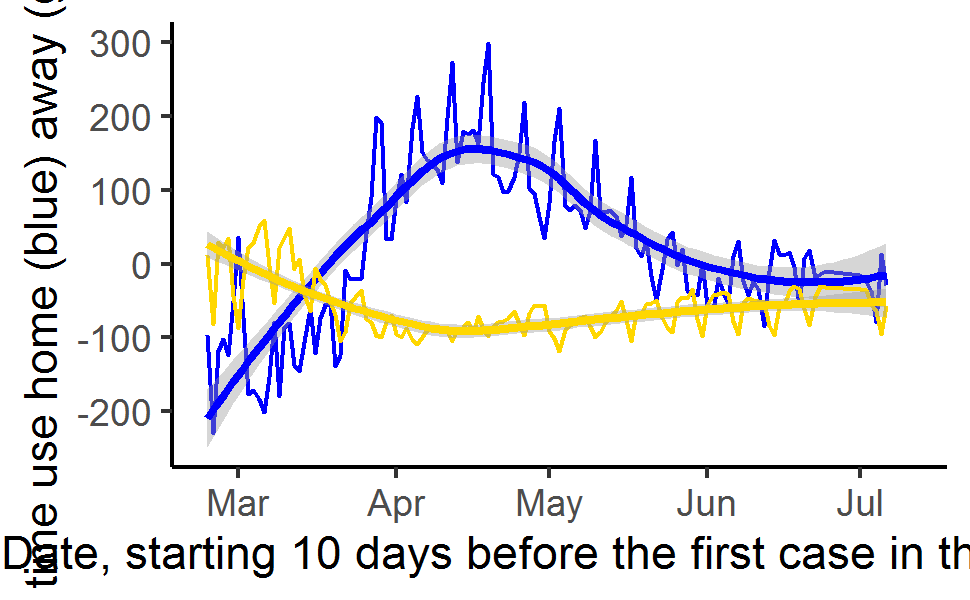 time use home (blue) away (g
300
200
100
0
-100
-200
Mar Apr May Jun Jul
Date, starting 10 days before the first case in th